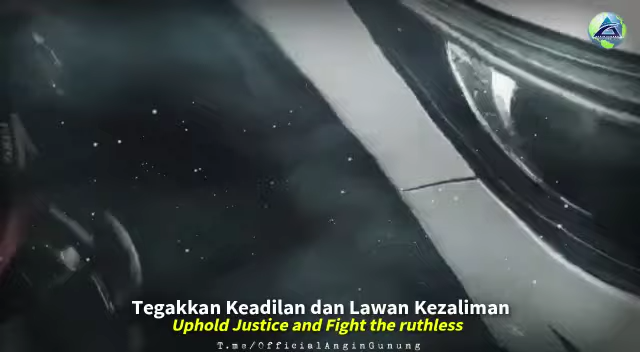 Tegakkan Keadilan dan Lawan Kezaliman
Uphold Justice and Fight the ruthless
T.me/OfficialAnginGunung